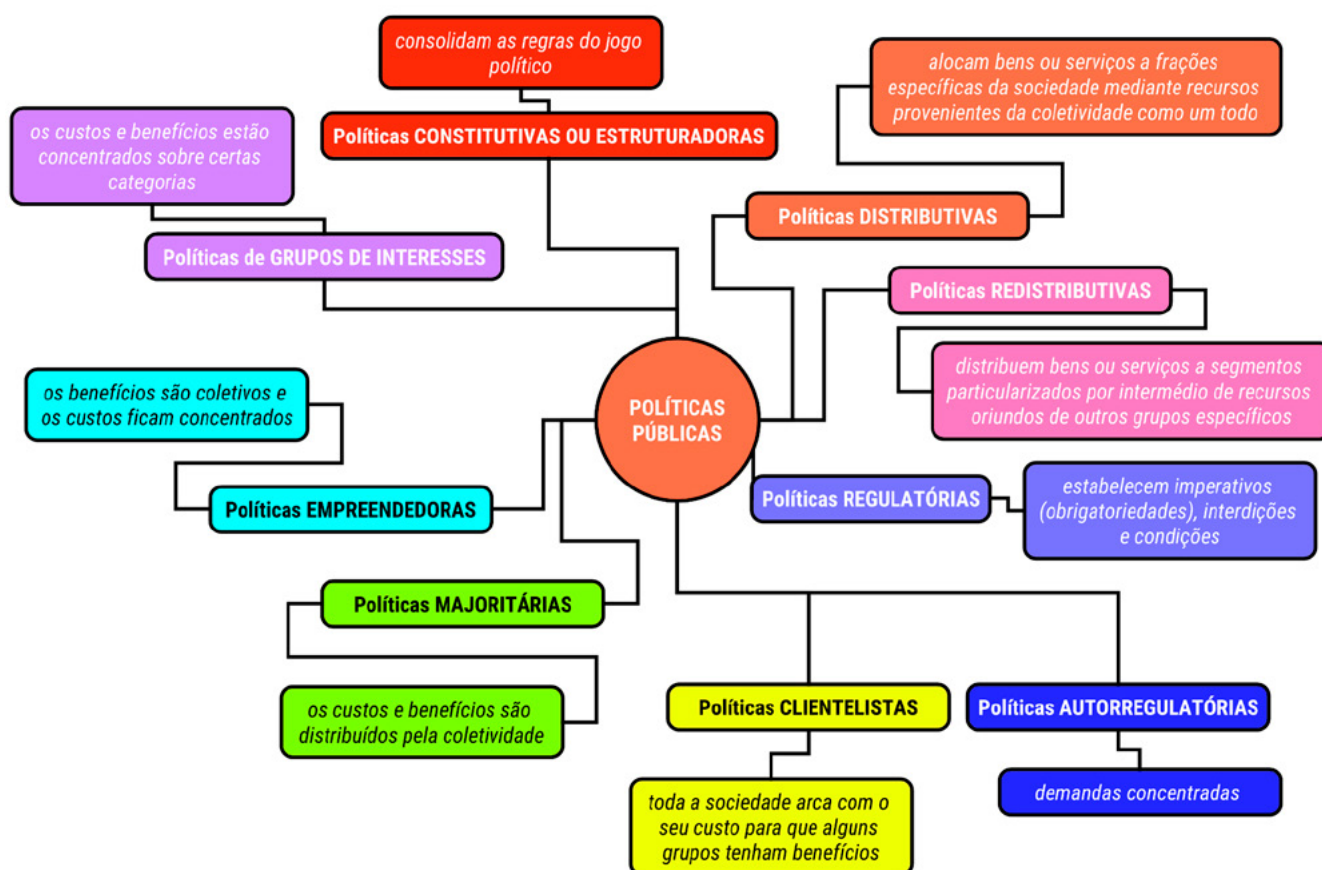 consolidam as regras do jogo
político
Políticas CONSTITUTIVAS OU ESTRUTURADORAS
alocam bens ou serviços a frações
específicas da sociedade mediante recursos
provenientes da coletividade como um todo
Políticas DISTRIBUTIVAS
os custos e benefícios estão
concentrados sobre certas
categorias
Políticas de GRUPOS DE INTERESSES
Políticas REDISTRIBUTIVAS
distribuem bens ou serviços a segmentos
particularizados por intermédio de recursos
oriundos de outros grupos específicos
POLÍTICAS
PÚBLICAS
os benefícios são coletivos e
os custos ficam concentrados
Políticas EMPREENDEDORAS
Políticas REGULATÓRIAS
estabelecem imperativos
(obrigatoriedades), interdições
e condições
Políticas MAJORITÁRIAS
os custos e benefícios são
distribuídos pela coletividade
Políticas CLIENTELISTAS
toda a sociedade arca com o
seu custo para que alguns
grupos tenham benefícios
Políticas AUTORREGULATÓRIAS
demandas concentradas